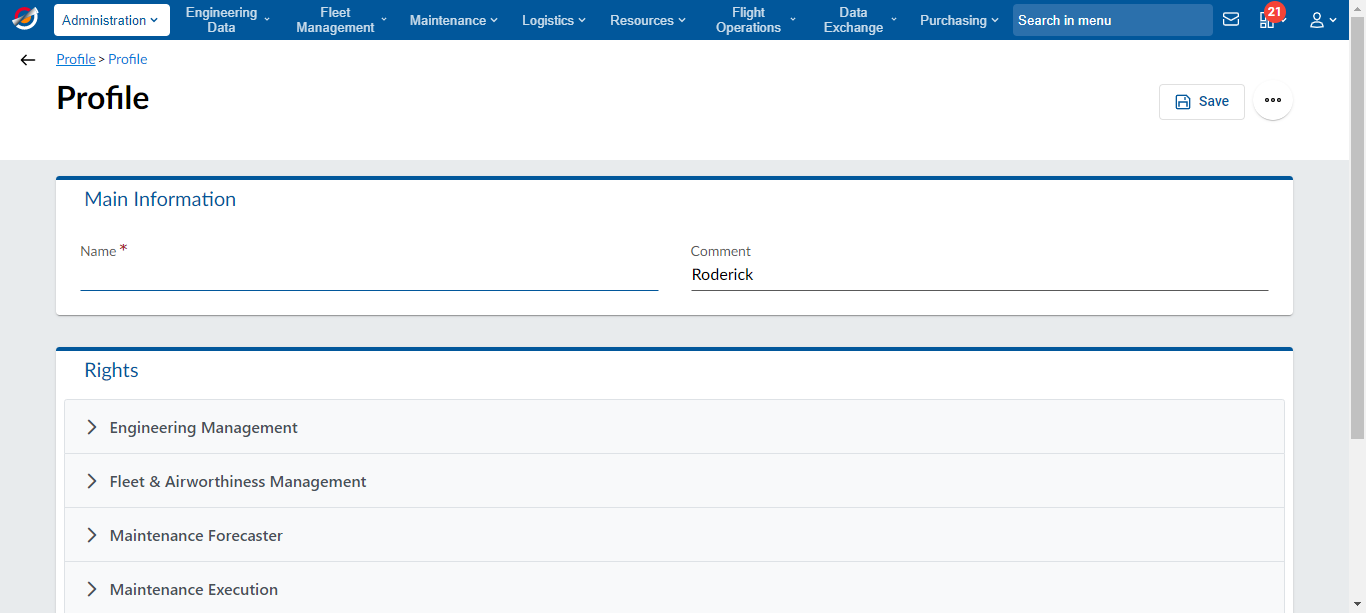 Administration
Engineering
Data
Fleet
Management
Maintenance
Logistics
Resources
Flight
Operations
Data
Exchange
Purchasing
Search in menu
21
Profile > Profile
Profile
Save
Main Information
Name *
Comment
Roderick
Rights
Engineering Management
Fleet & Airworthiness Management
Maintenance Forecaster
Maintenance Execution